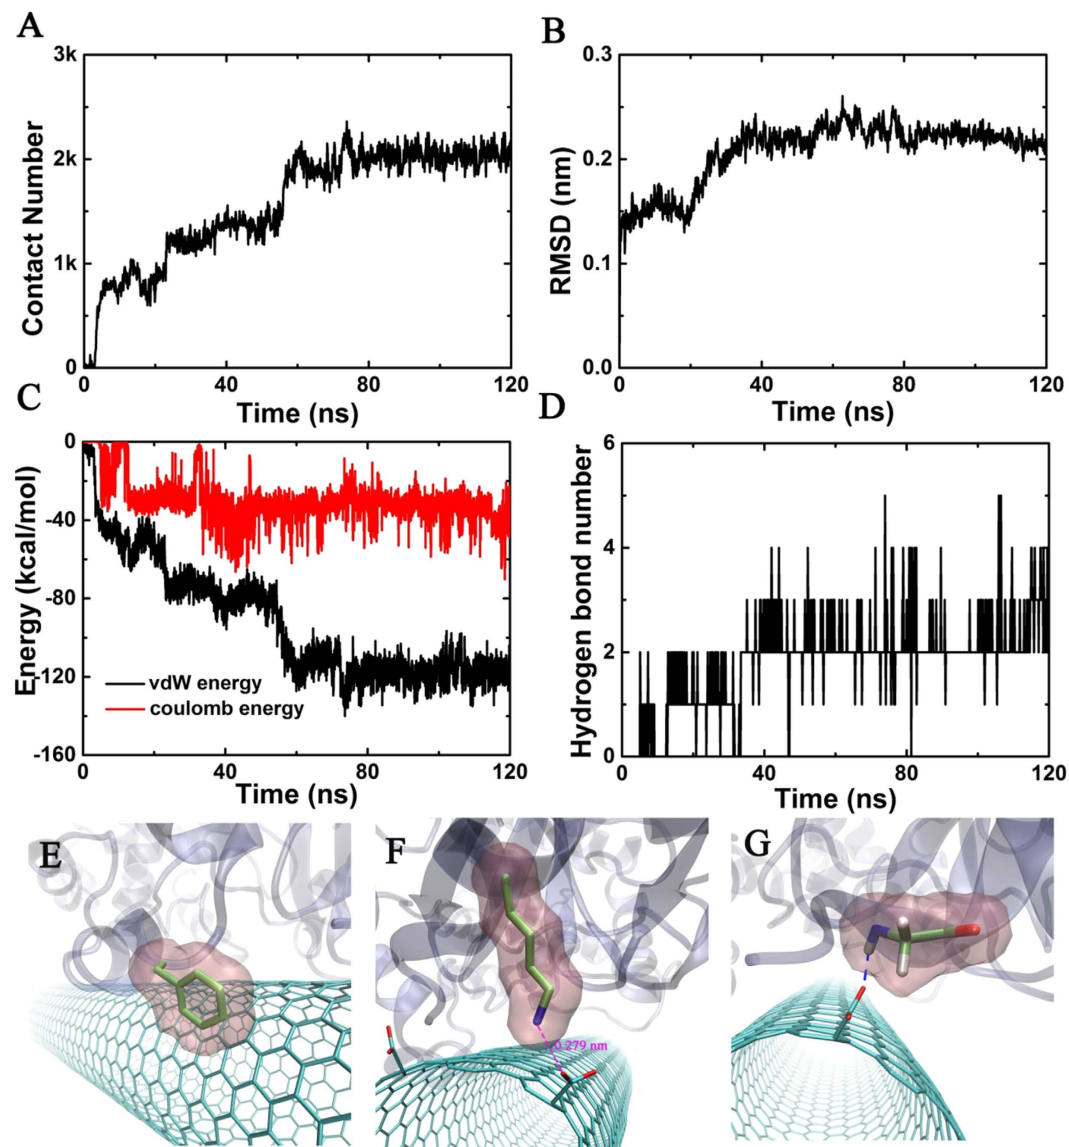 A
Contact Number
3k
2k
1k
0
0 40 80 120
Time (ns)
B
RMSD (nm)
0.3
0.2
0.1
0.0
0 40 80 120
Time (ns)
C
Energy (kcal/mol)
0
-40
-80
-120
-160
vdW energy
coulomb energy
0 40 80 120
Time (ns)
D
Hydrogen bond number
6
4
2
0
0 40 80 120
Time (ns)
E
F
0.279 nm
G